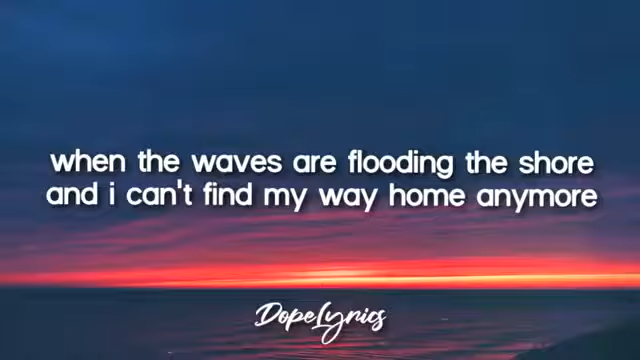 when the waves are flooding the shore
and i can't find my way home anymore
DopeLyrics